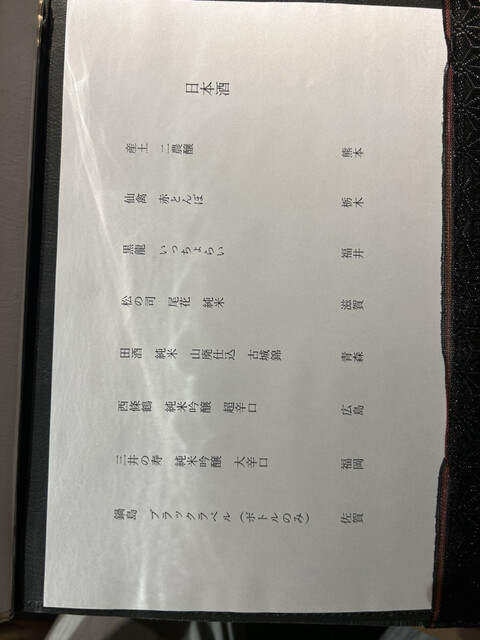 日本酒
産土 二農醸 熊本
仙禽 赤とんぼ 栃木
黒龍 いっちょらい 福井
松の司 尾花 純米 滋賀
田酒 純米 山廃仕込 古城錦 青森
西條鶴 純米吟醸 超辛口 広島
三井の寿 純米吟醸 大辛口 福岡
鍋島 ブラックラベル（ボトルのみ） 佐賀